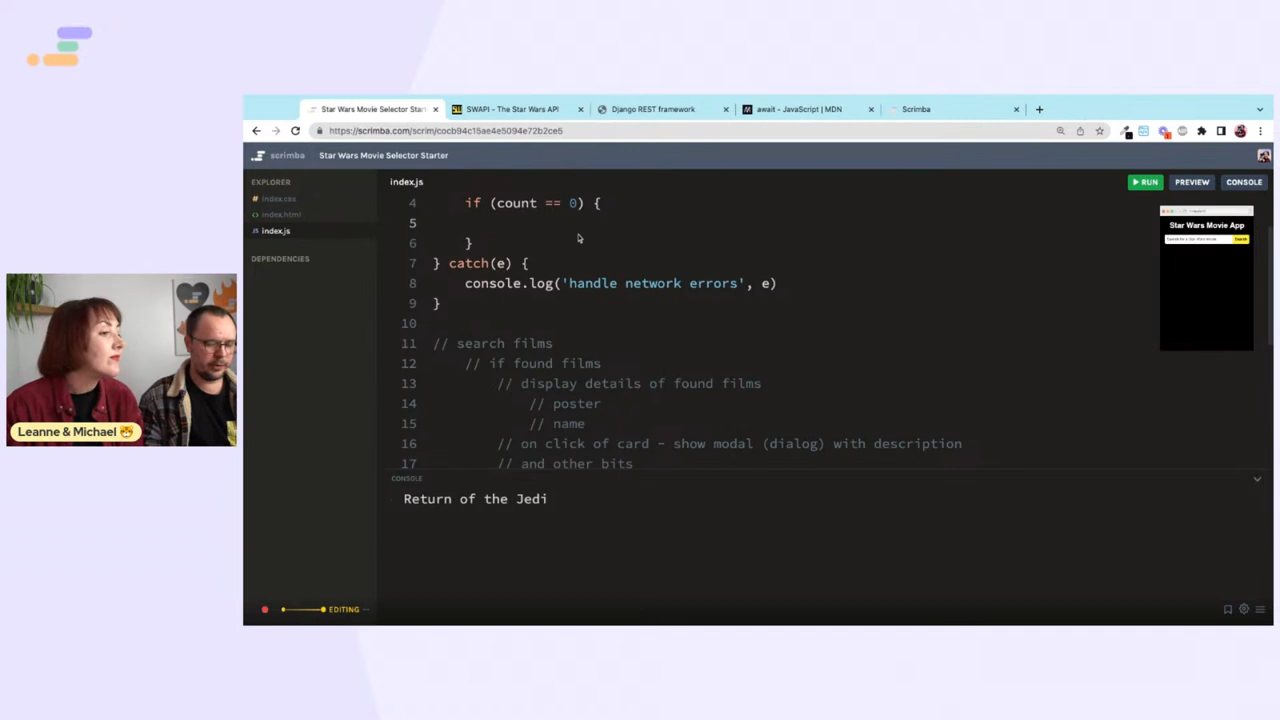 Star Wars Movie Selector Star
SWAPI - The Star Wars API
Django REST framework
await - JavaScript | MDN
Scrimba
https://scrimba.com/scrim/cocb94c15ae4e5094e72b2ce5
scrimba
Star Wars Movie Selector Starter
EXPLORER
index.css
index.html
JS index.js
DEPENDENCIES
index.js
RUN
PREVIEW
CONSOLE
4 if (count == 0) {
5
6 }
7 } catch(e) {
8 console.log('handle network errors', e)
9 }
10
11 // search films
12 // if found films
13 // display details of found films
14 // poster
15 // name
16 // on click of card - show modal (dialog) with description
17 // and other bits
Star Wars Movie App
Search
CONSOLE
Return of the Jedi
EDITING
Leanne & Michael